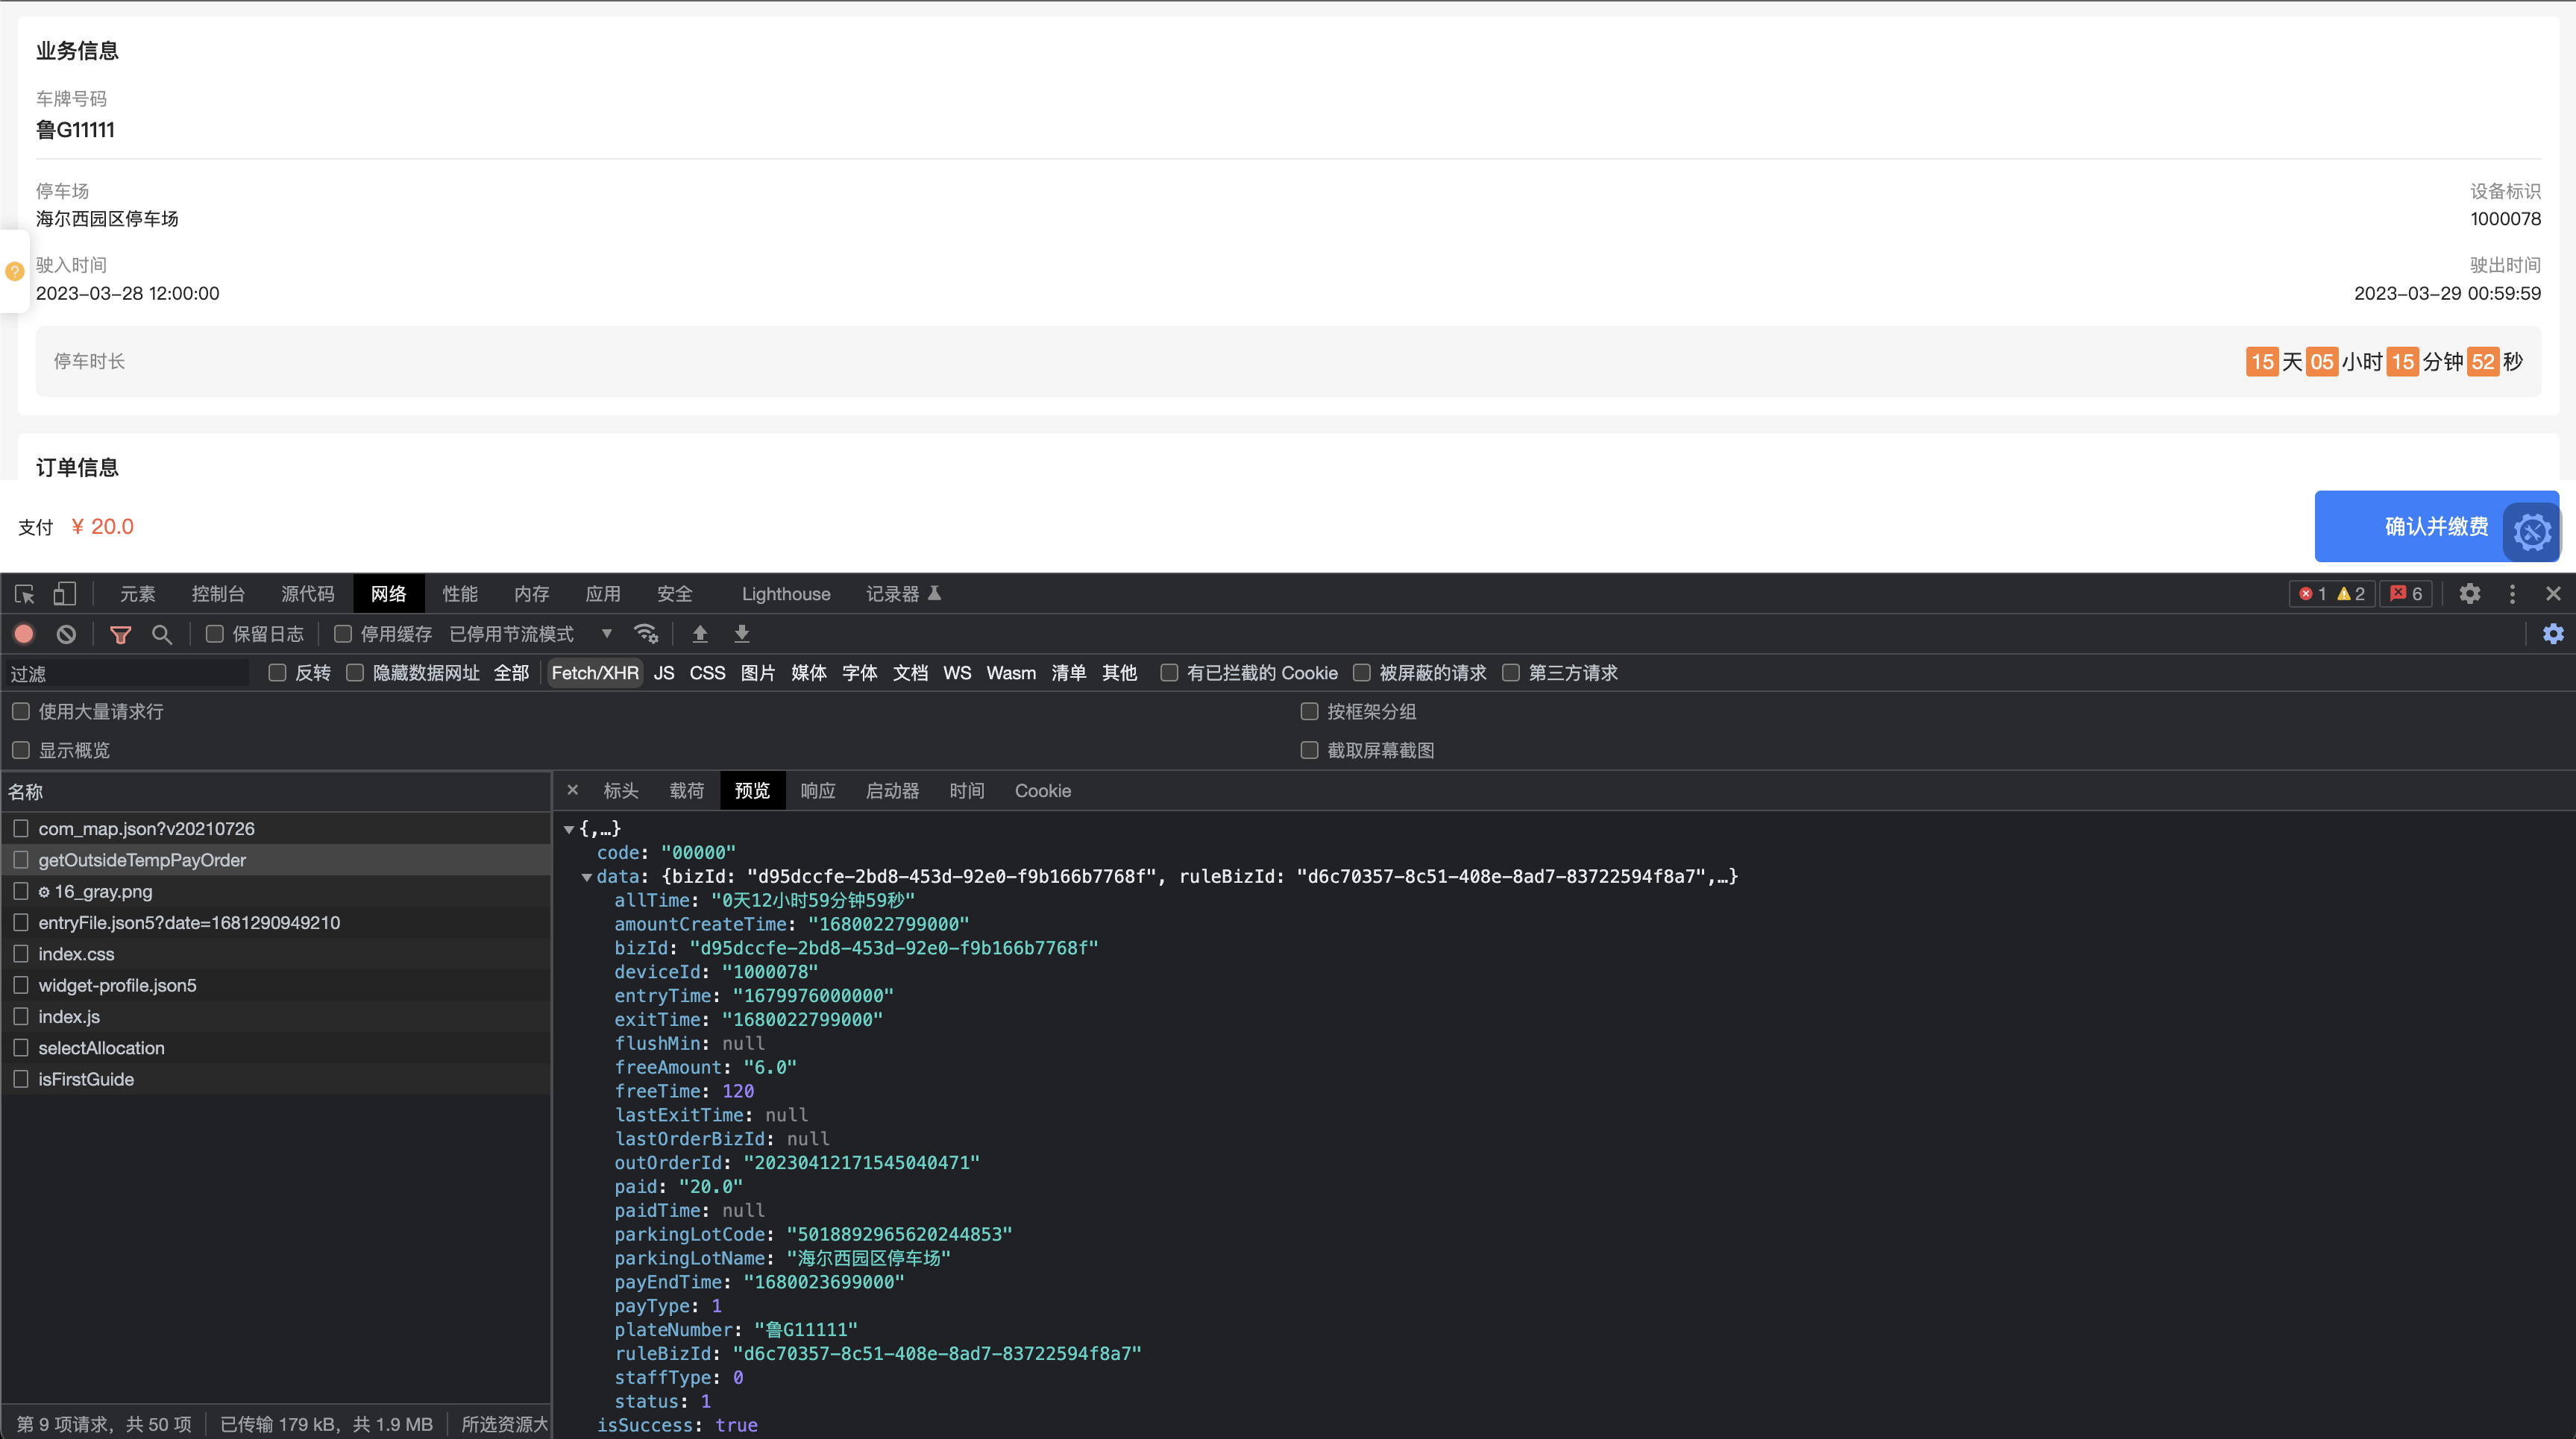 业务信息
车牌号码
鲁G11111
停车场
设备标识
海尔西园区停车场
1000078
驶入时间
驶出时间
2023-03-28 12:00:00
2023-03-29 00:59:59
停车时长
15天05小时15分钟52秒
订单信息
支付 ¥ 20.0
确认并缴费
元素 控制台 源代码 网络 性能 内存 应用 安全 Lighthouse 记录器 1 2 6
保留日志 停用缓存 已停用节流模式
过滤 反转 隐藏数据网址 全部 Fetch/XHR JS CSS 图片 媒体 字体 文档 WS Wasm 清单 其他 有已拦截的 Cookie 被屏蔽的请求 第三方请求
使用大量请求行 按框架分组
显示概览 截取屏幕截图
名称
com_map.json?v20210726
getOutsideTempPayOrder
16_gray.png
entryFile.json5?date=1681290949210
index.css
widget-profile.json5
index.js
selectAllocation
isFirstGuide
第 9 项请求，共 50 项 已传输 179 kB，共 1.9 MB 所选资源大
× 标头 载荷 预览 响应 启动器 时间 Cookie
{,…}
code: "00000"
data: {bizId: "d95dccfe-2bd8-453d-92e0-f9b166b7768f", ruleBizId: "d6c70357-8c51-408e-8ad7-83722594f8a7",…}
allTime: "0天12小时59分钟59秒"
amountCreateTime: "1680022799000"
bizId: "d95dccfe-2bd8-453d-92e0-f9b166b7768f"
deviceId: "1000078"
entryTime: "1679976000000"
exitTime: "1680022799000"
flushMin: null
freeAmount: "6.0"
freeTime: 120
lastExitTime: null
lastOrderBizId: null
outOrderId: "20230412171545040471"
paid: "20.0"
paidTime: null
parkingLotCode: "5018892965620244853"
parkingLotName: "海尔西园区停车场"
payEndTime: "1680023699000"
payType: 1
plateNumber: "鲁G11111"
ruleBizId: "d6c70357-8c51-408e-8ad7-83722594f8a7"
staffType: 0
status: 1
isSuccess: true